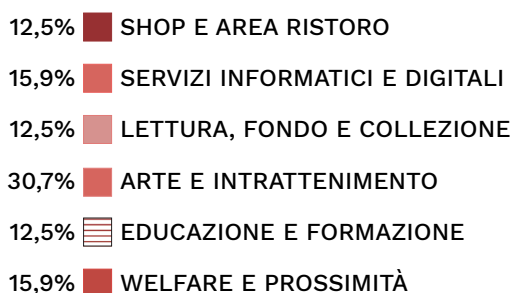 12,5% SHOP E AREA RISTORO
15,9% SERVIZI INFORMATICI E DIGITALI
12,5% LETTURA, FONDO E COLLEZIONE
30,7% ARTE E INTRATTENIMENTO
12,5% EDUCAZIONE E FORMAZIONE
15,9% WELFARE E PROSSIMITÀ